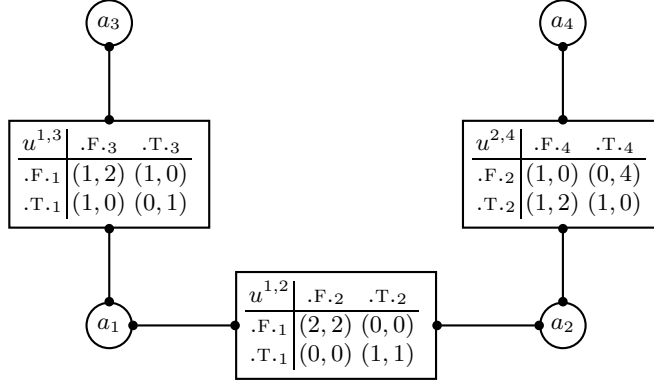 a3 a4
u^{1,3} .F.3 .T.3
.F.1 (1, 2) (1, 0)
.T.1 (1, 0) (0, 1)
u^{2,4} .F.4 .T.4
.F.2 (1, 0) (0, 4)
.T.2 (1, 2) (1, 0)
a1
u^{1,2} .F.2 .T.2
.F.1 (2, 2) (0, 0)
.T.1 (0, 0) (1, 1)
a2